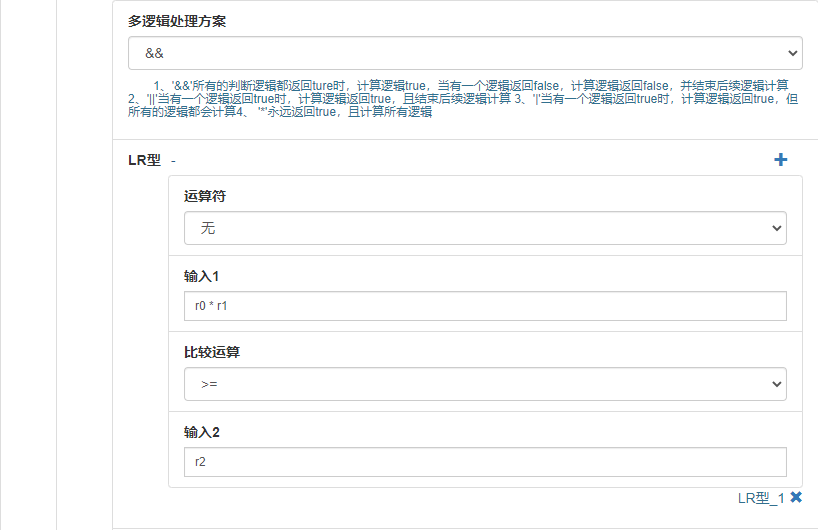 多逻辑处理方案
&&
1、'&&'所有的判断逻辑都返回ture时，计算逻辑true，当有一个逻辑返回false，计算逻辑返回false，并结束后续逻辑计算
2、'||'当有一个逻辑返回true时，计算逻辑返回true，且结束后续逻辑计算 3、'|'当有一个逻辑返回true时，计算逻辑返回true，但
所有的逻辑都会计算4、 '*'永远返回true，且计算所有逻辑
LR型 -
运算符
无
输入1
r0 * r1
比较运算
>=
输入2
r2
LR型_1